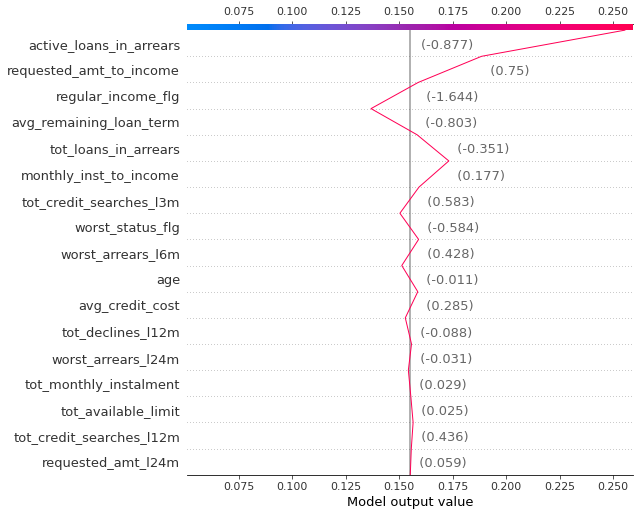 0.075 0.100 0.125 0.150 0.175 0.200 0.225 0.250
active_loans_in_arrears (-0.877)
requested_amt_to_income (0.75)
regular_income_flg (-1.644)
avg_remaining_loan_term (-0.803)
tot_loans_in_arrears (-0.351)
monthly_inst_to_income (0.177)
tot_credit_searches_l3m (0.583)
worst_status_flg (-0.584)
worst_arrears_l6m (0.428)
age (-0.011)
avg_credit_cost (0.285)
tot_declines_l12m (-0.088)
worst_arrears_l24m (-0.031)
tot_monthly_instalment (0.029)
tot_available_limit (0.025)
tot_credit_searches_l12m (0.436)
requested_amt_l24m (0.059)
0.075 0.100 0.125 0.150 0.175 0.200 0.225 0.250
Model output value